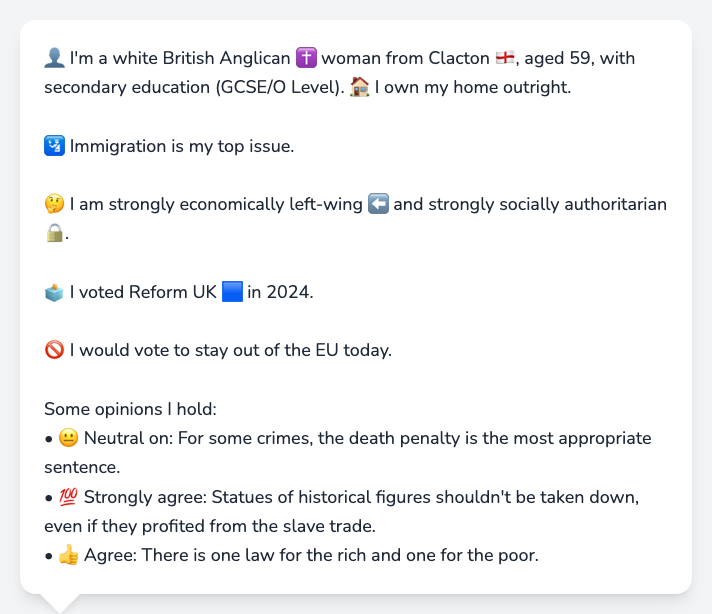 👤 I'm a white British Anglican ✝️ woman from Clacton 🏴󠁧󠁢󠁥󠁮󠁧󠁿, aged 59, with
secondary education (GCSE/O Level). 🏠 I own my home outright.
🛂 Immigration is my top issue.
🤔 I am strongly economically left-wing ⬅️ and strongly socially authoritarian
🔒.
🗳️ I voted Reform UK 🟦 in 2024.
🚫 I would vote to stay out of the EU today.
Some opinions I hold:
• 😐 Neutral on: For some crimes, the death penalty is the most appropriate
sentence.
• 💯 Strongly agree: Statues of historical figures shouldn't be taken down,
even if they profited from the slave trade.
• 👍 Agree: There is one law for the rich and one for the poor.